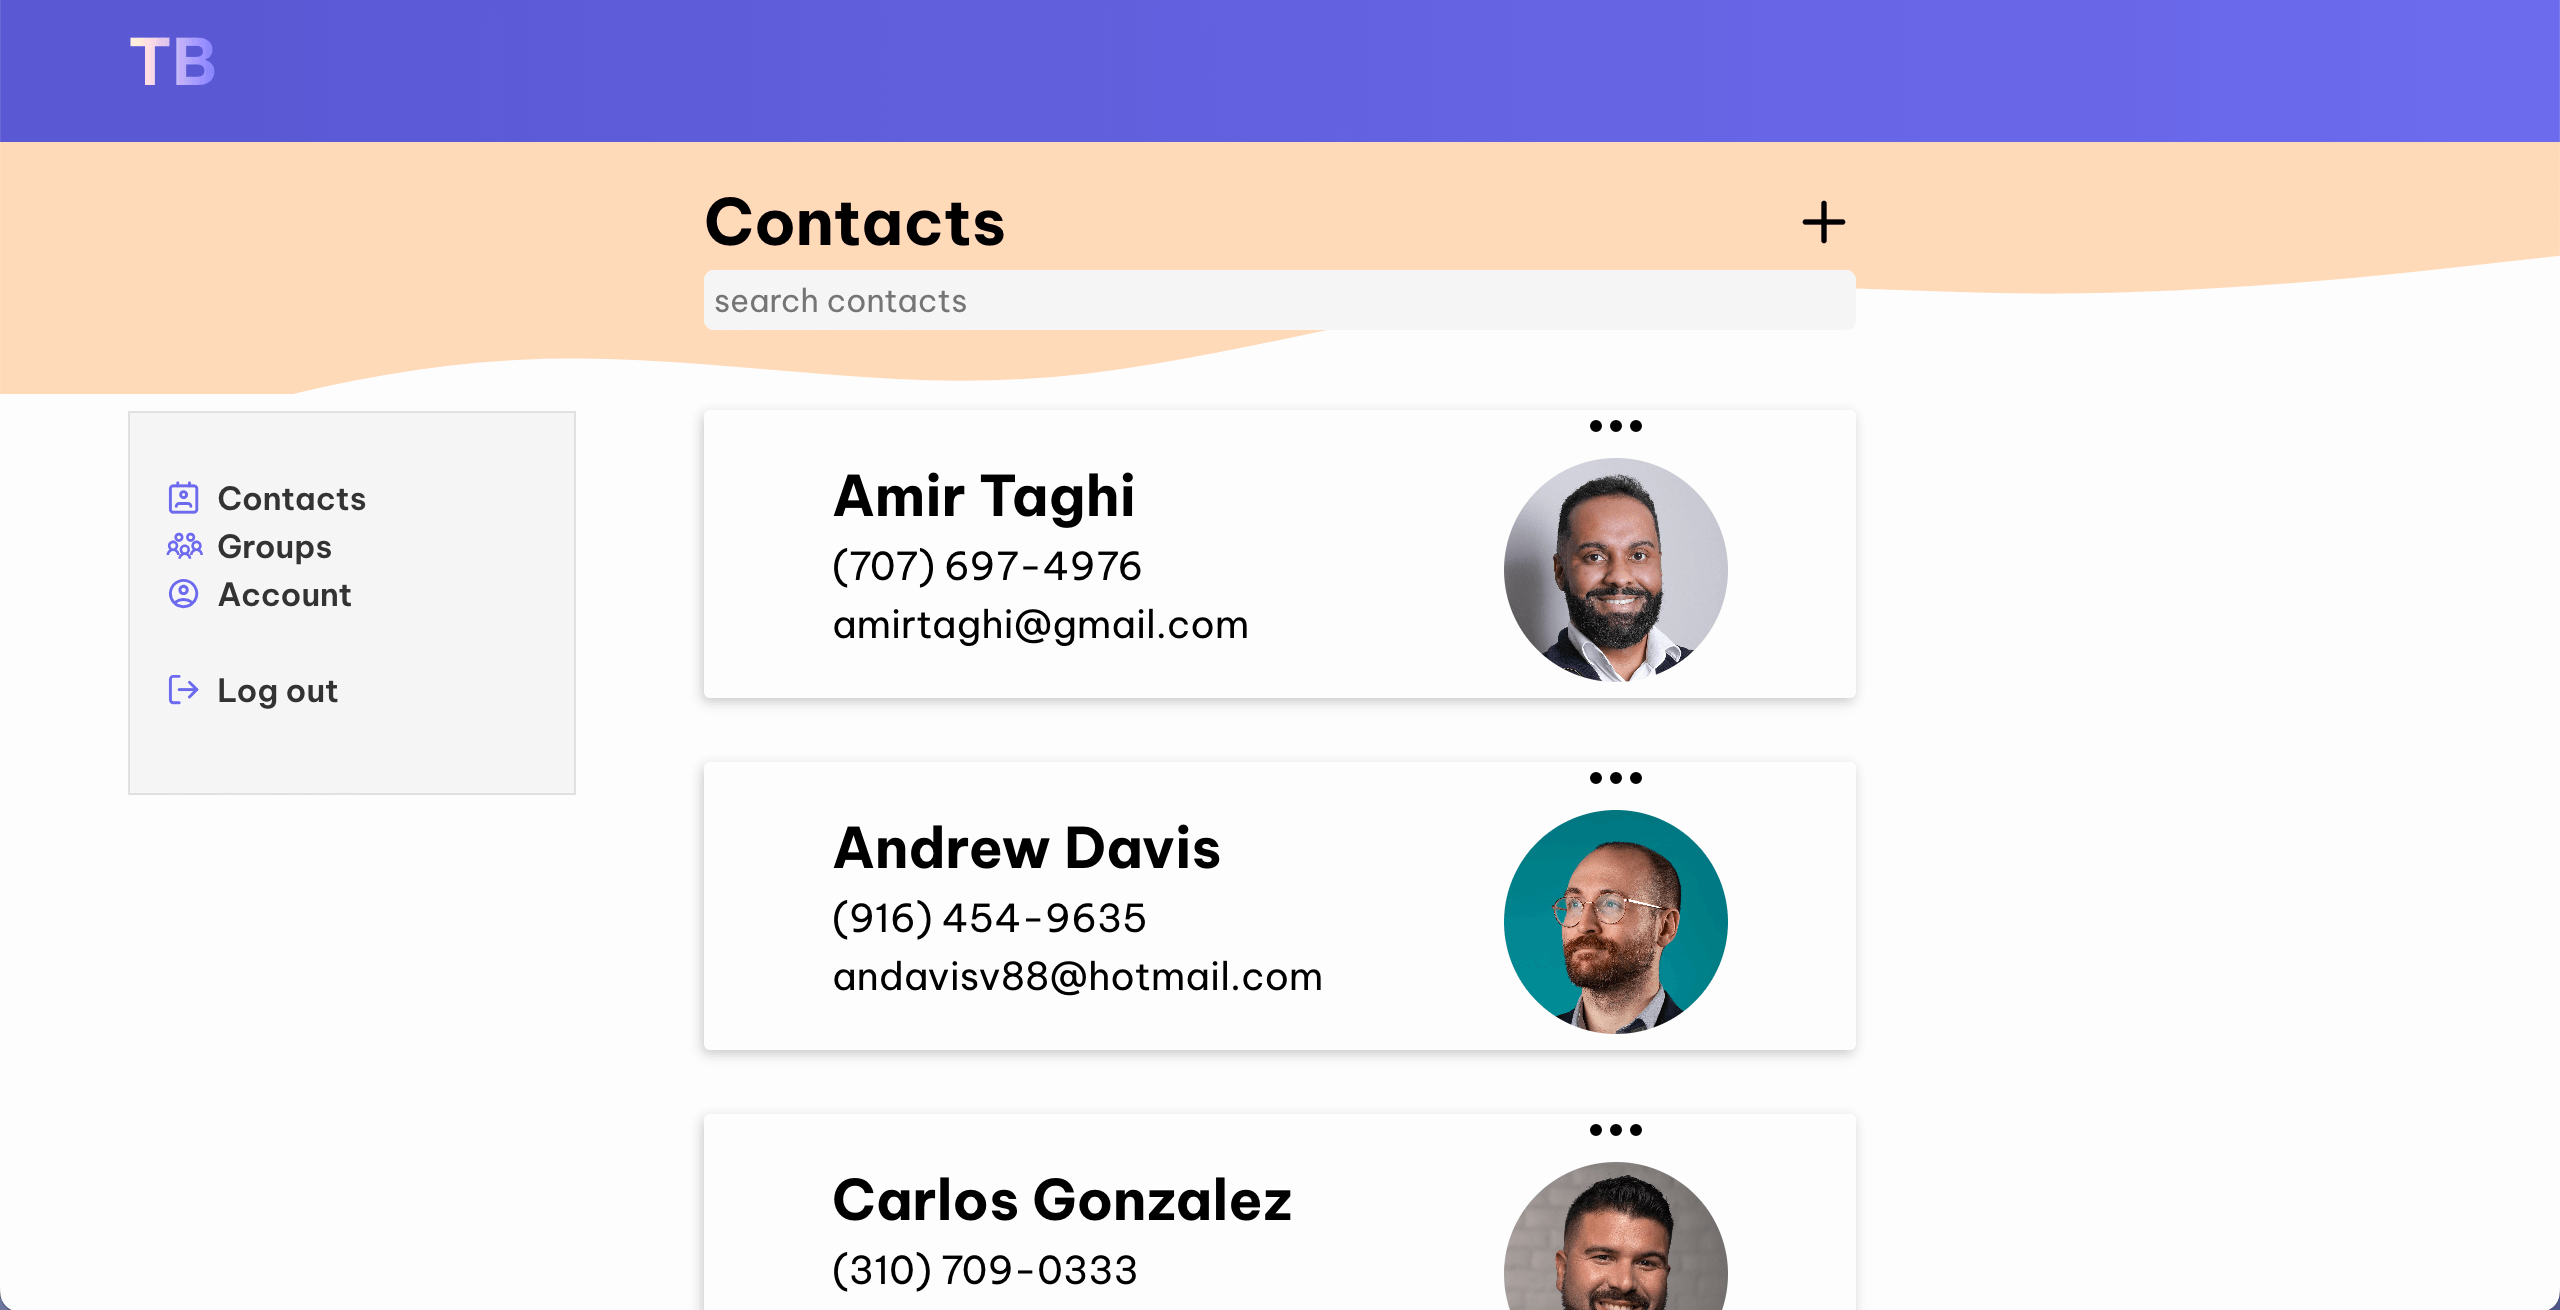 TB
Contacts
search contacts
Contacts
Groups
Account
Log out
Amir Taghi
(707) 697-4976
amirtaghi@gmail.com
Andrew Davis
(916) 454-9635
andavisv88@hotmail.com
Carlos Gonzalez
(310) 709-0333